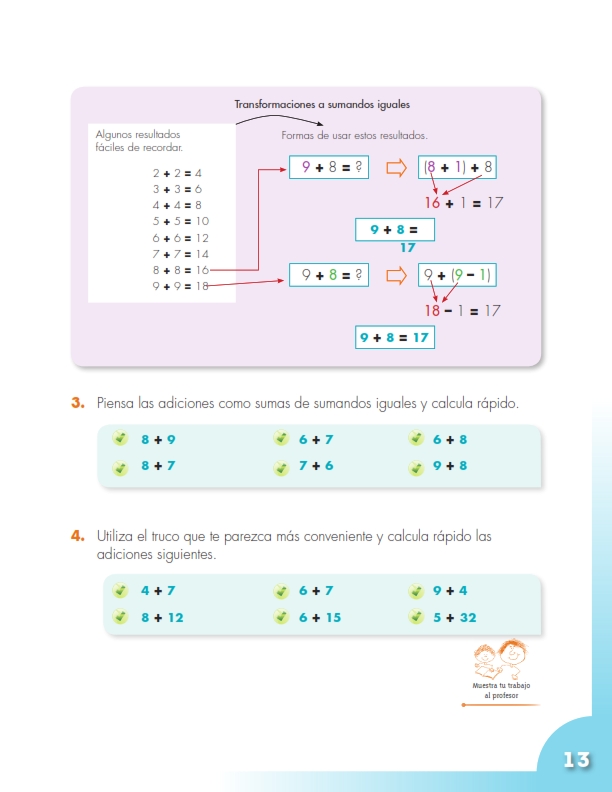 Transformaciones a sumandos iguales
Algunos resultados
fáciles de recordar.
2 + 2 = 4
3 + 3 = 6
4 + 4 = 8
5 + 5 = 10
6 + 6 = 12
7 + 7 = 14
8 + 8 = 16
9 + 9 = 18
Formas de usar estos resultados.
9 + 8 = ? (8 + 1) + 8
16 + 1 = 17
9 + 8 =
17
9 + 8 = ? 9 + (9 − 1)
18 − 1 = 17
9 + 8 = 17
3. Piensa las adiciones como sumas de sumandos iguales y calcula rápido.
8 + 9 6 + 7 6 + 8
8 + 7 7 + 6 9 + 8
4. Utiliza el truco que te parezca más conveniente y calcula rápido las
adiciones siguientes.
4 + 7 6 + 7 9 + 4
8 + 12 6 + 15 5 + 32
Muestra tu trabajo
al profesor
13